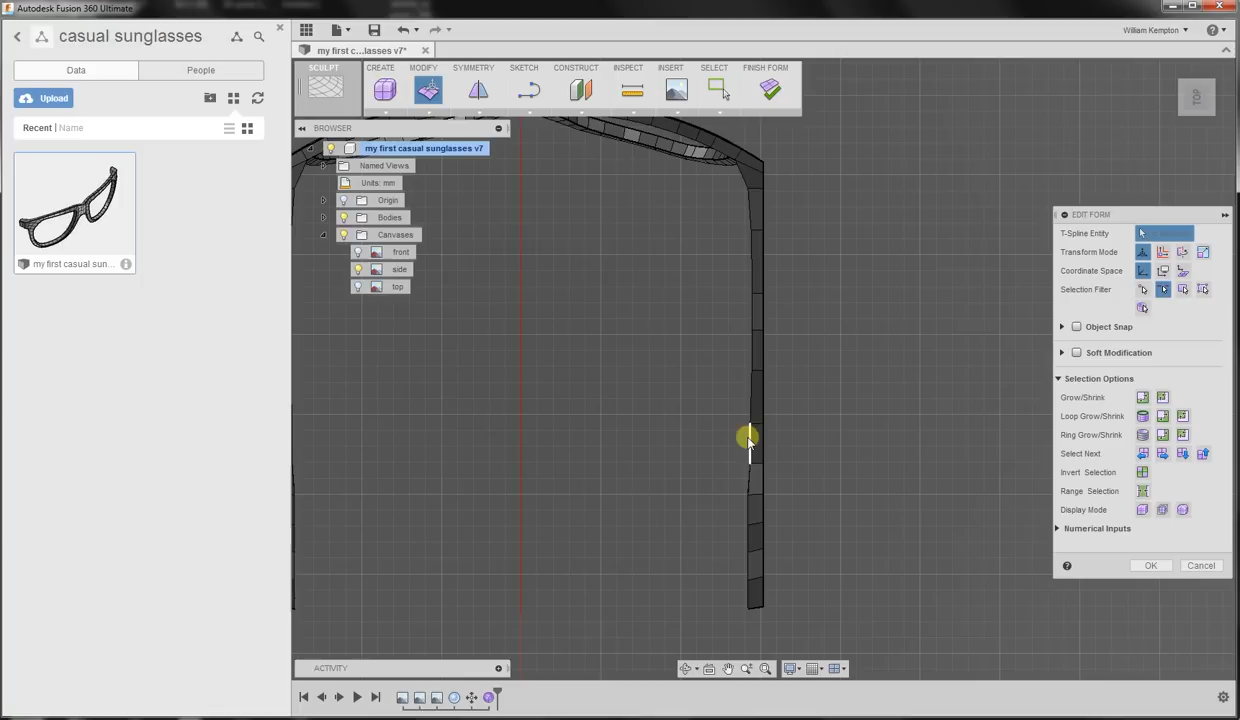 Autodesk Fusion 360 Ultimate
casual sunglasses
William Kempton
my first c...lasses v7*
Data
People
SCULPT
CREATE
MODIFY
SYMMETRY
SKETCH
CONSTRUCT
INSPECT
INSERT
SELECT
FINISH FORM
Upload
TOP
Recent | Name
BROWSER
my first casual sunglasses v7
Named Views
Units: mm
Origin
Bodies
Canvases
front
side
top
my first casual sun...
EDIT FORM
T-Spline Entity
Transform Mode
Coordinate Space
Selection Filter
Object Snap
Soft Modification
Selection Options
Grow/Shrink
Loop Grow/Shrink
Ring Grow/Shrink
Select Next
Invert Selection
Range Selection
Display Mode
Numerical Inputs
OK
Cancel
ACTIVITY